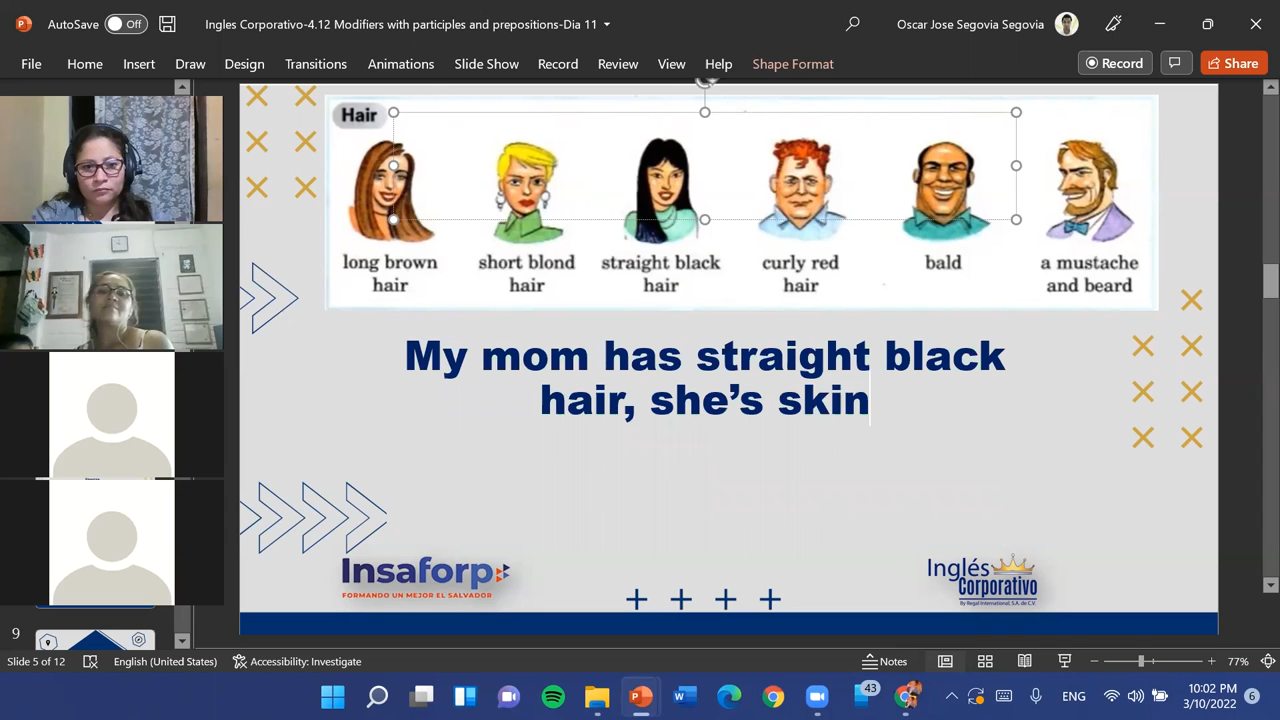 AutoSave
Off
Ingles Corporativo-4.12 Modifiers with participles and prepositions-Dia 11
Oscar Jose Segovia Segovia
File
Home
Insert
Draw
Design
Transitions
Animations
Slide Show
Record
Review
View
Help
Shape Format
Record
Share
Hair
long brown
hair
short blond
hair
straight black
hair
curly red
hair
bald
a mustache
and beard
My mom has straight black
hair, she’s skin
Insaforp
FORMANDO UN MEJOR EL SALVADOR
Inglés
Corporativo
By Regal International, S.A. de C.V.
9
Slide 5 of 12
English (United States)
Accessibility: Investigate
Notes
77%
43
ENG
10:02 PM
3/10/2022
6